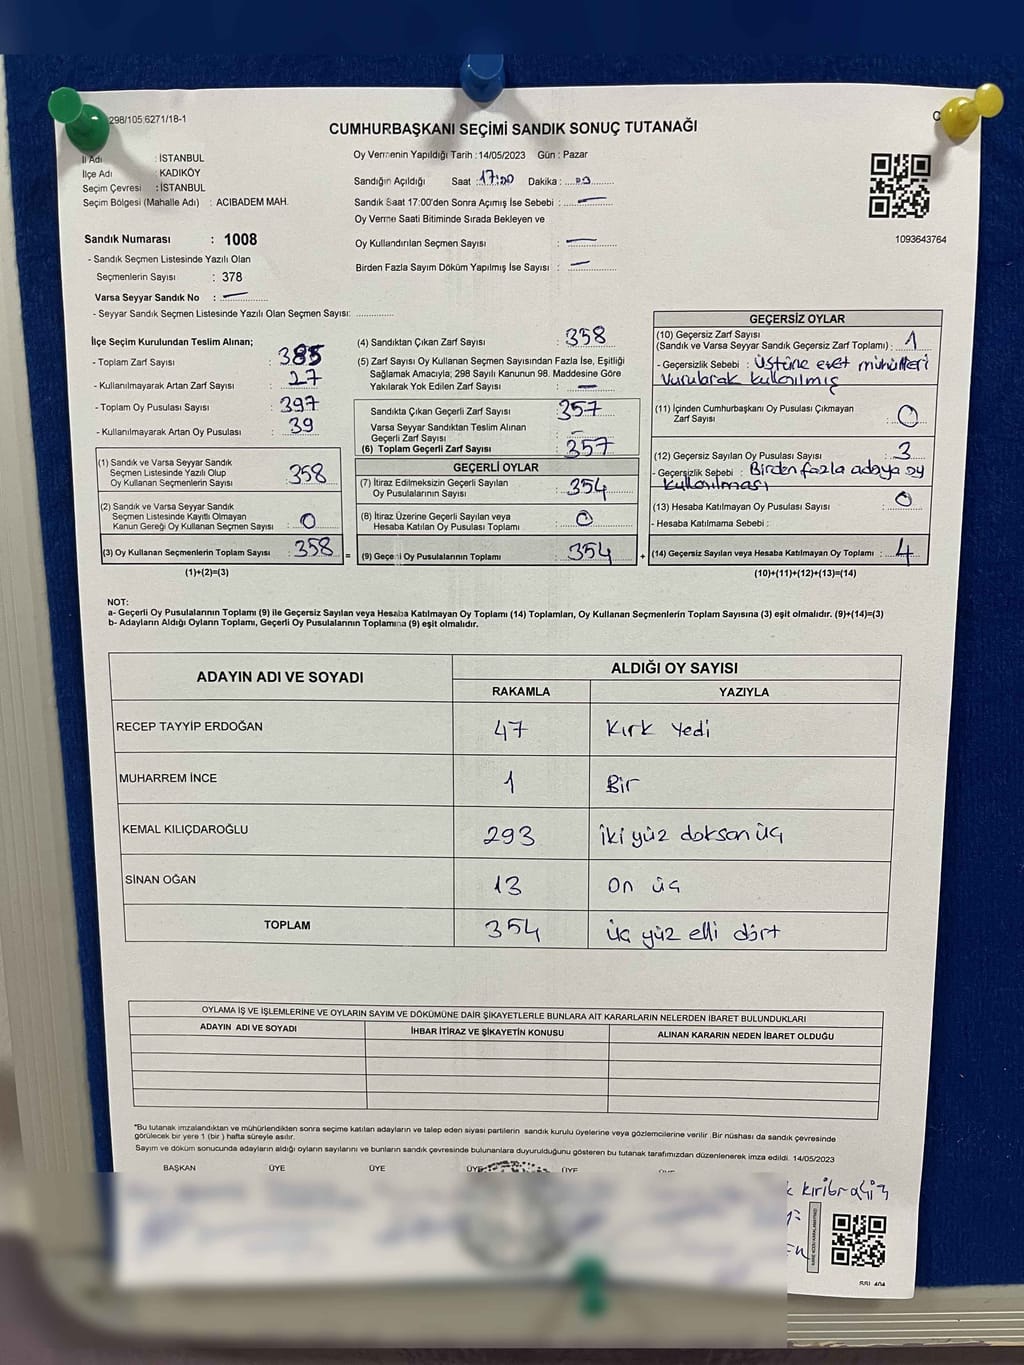 298/105.6271/18-1
CUMHURBAŞKANI SEÇİMİ SANDIK SONUÇ TUTANAĞI
İl Adı : İSTANBUL
İlçe Adı : KADIKÖY
Seçim Çevresi : İSTANBUL
Seçim Bölgesi (Mahalle Adı) : ACIBADEM MAH.
Oy Vermenin Yapıldığı Tarih : 14/05/2023 Gün : Pazar
Sandığın Açıldığı Saat : 17:00 Dakika :
Sandık Saat 17:00'den Sonra Açımış İse Sebebi : —
Oy Verme Saati Bitiminde Sırada Bekleyen ve
Oy Kullandırılan Seçmen Sayısı : —
Birden Fazla Sayım Döküm Yapılmış İse Sayısı : —
1093643764
Sandık Numarası : 1008
- Sandık Seçmen Listesinde Yazılı Olan
Seçmenlerin Sayısı : 378
Varsa Seyyar Sandık No : —
- Seyyar Sandık Seçmen Listesinde Yazılı Olan Seçmen Sayısı:
İlçe Seçim Kurulundan Teslim Alınan;
- Toplam Zarf Sayısı : 385
- Kullanılmayarak Artan Zarf Sayısı : 27
- Toplam Oy Pusulası Sayısı : 397
- Kullanılmayarak Artan Oy Pusulası : 39
(1) Sandık ve Varsa Seyyar Sandık
Seçmen Listesinde Yazılı Olup
Oy Kullanan Seçmenlerin Sayısı : 358
(2) Sandık ve Varsa Seyyar Sandık
Seçmen Listesinde Kayıtlı Olmayan
Kanun Gereği Oy Kullanan Seçmen Sayısı : 0
(3) Oy Kullanan Seçmenlerin Toplam Sayısı : 358 =
(1)+(2)=(3)
(4) Sandıktan Çıkan Zarf Sayısı : 358
(5) Zarf Sayısı Oy Kullanan Seçmen Sayısından Fazla İse, Eşitliği
Sağlamak Amacıyla; 298 Sayılı Kanunun 98. Maddesine Göre
Yakılarak Yok Edilen Zarf Sayısı : —
Sandıkta Çıkan Geçerli Zarf Sayısı : 357
Varsa Seyyar Sandıktan Teslim Alınan
Geçerli Zarf Sayısı : —
(6) Toplam Geçerli Zarf Sayısı : 357
GEÇERLİ OYLAR
(7) İtiraz Edilmeksizin Geçerli Sayılan
Oy Pusulalarının Sayısı : 354
(8) İtiraz Üzerine Geçerli Sayılan veya
Hesaba Katılan Oy Pusulası Toplamı : 0
(9) Geçerli Oy Pusulalarının Toplamı : 354 +
GEÇERSİZ OYLAR
(10) Geçersiz Zarf Sayısı
(Sandık ve Varsa Seyyar Sandık Geçersiz Zarf Toplamı) : 1
- Geçersizlik Sebebi : Üstüne evet mühürleri
vurularak kullanılmış
(11) İçinden Cumhurbaşkanı Oy Pusulası Çıkmayan
Zarf Sayısı : 0
(12) Geçersiz Sayılan Oy Pusulası Sayısı : 3
- Geçersizlik Sebebi : Birden fazla adaya oy
kullanılması
(13) Hesaba Katılmayan Oy Pusulası Sayısı : 0
- Hesaba Katılmama Sebebi :
(14) Geçersiz Sayılan veya Hesaba Katılmayan Oy Toplamı : 4
(10)+(11)+(12)+(13)=(14)
NOT:
a- Geçerli Oy Pusulalarının Toplamı (9) ile Geçersiz Sayılan veya Hesaba Katılmayan Oy Toplamı (14) Toplamları, Oy Kullanan Seçmenlerin Toplam Sayısına (3) eşit olmalıdır. (9)+(14)=(3)
b- Adayların Aldığı Oyların Toplamı, Geçerli Oy Pusulalarının Toplamına (9) eşit olmalıdır.
ADAYIN ADI VE SOYADI ALDIĞI OY SAYISI
RAKAMLA YAZIYLA
RECEP TAYYİP ERDOĞAN 47 Kırk Yedi
MUHARREM İNCE 1 Bir
KEMAL KILIÇDAROĞLU 293 iki yüz doksan üç
SİNAN OĞAN 13 On üç
TOPLAM 354 üç yüz elli dört
OYLAMA İŞ VE İŞLEMLERİNE VE OYLARIN SAYIM VE DÖKÜMÜNE DAİR ŞİKAYETLERLE BUNLARA AİT KARARLARIN NELERDEN İBARET BULUNDUKLARI
ADAYIN ADI VE SOYADI İHBAR İTİRAZ VE ŞİKAYETİN KONUSU ALINAN KARARIN NEDEN İBARET OLDUĞU
*Bu tutanak imzalandıktan ve mühürlendikten sonra seçime katılan adayların ve talep eden siyasi partilerin sandık kurulu üyelerine veya gözlemcilerine verilir. Bir nüshası da sandık çevresinde
görülecek bir yere 1 (bir) hafta süreyle asılır.
Sayım ve döküm sonucunda adayların aldığı oyların sayılarını ve bunların sandık çevresinde bulunanlara duyurulduğunu gösteren bu tutanak tarafımızdan düzenlenerek imza edildi. 14/05/2023
BAŞKAN ÜYE ÜYE ÜYE ÜYE